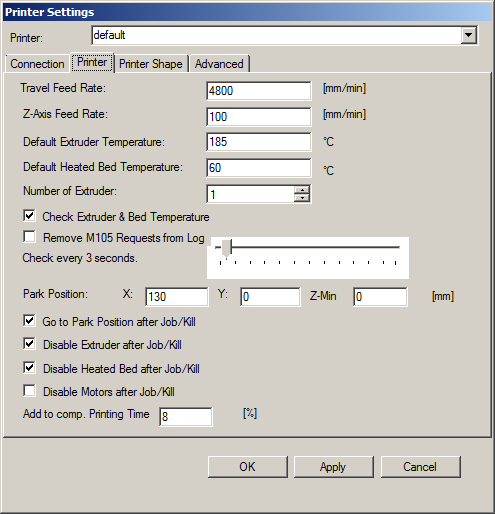 Printer Settings
Printer: default
Connection Printer Printer Shape Advanced
Travel Feed Rate: 4800 [mm/min]
Z-Axis Feed Rate: 100 [mm/min]
Default Extruder Temperature: 185 °C
Default Heated Bed Temperature: 60 °C
Number of Extruder: 1
Check Extruder & Bed Temperature
Remove M105 Requests from Log
Check every 3 seconds.
Park Position: X: 130 Y: 0 Z-Min 0 [mm]
Go to Park Position after Job/Kill
Disable Extruder after Job/Kill
Disable Heated Bed after Job/Kill
Disable Motors after Job/Kill
Add to comp. Printing Time 8 [%]
OK Apply Cancel